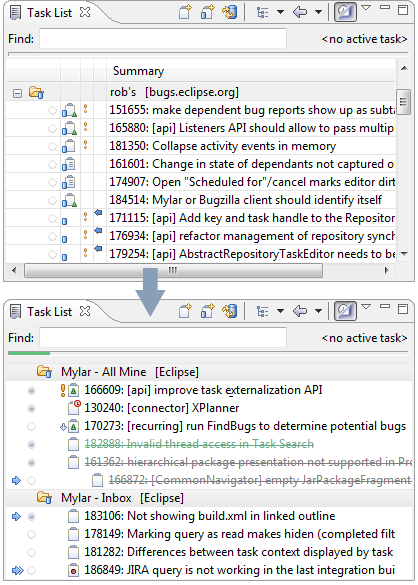 Task List
Find:
<no active task>
Summary
rob's [bugs.eclipse.org]
151655: make dependent bug reports show up as subta
165880: [api] Listeners API should allow to pass multip
181350: Collapse activity events in memory
161601: Change in state of dependants not captured o
174907: Open "Scheduled for"/cancel marks editor dirt
184514: Mylar or Bugzilla client should identify itself
171115: [api] Add key and task handle to the Repositor
176934: [api] refactor management of repository synch
179254: [api] AbstractRepositoryTaskEditor needs to be
Task List
Find:
<no active task>
Mylar - All Mine [Eclipse]
166609: [api] improve task externalization API
130240: [connector] XPlanner
170273: [recurring] run FindBugs to determine potential bugs
182888: Invalid thread access in Task Search
161362: hierarchical package presentation not supported in Pro
166872: [CommonNavigator] empty JarPackageFragment
Mylar - Inbox [Eclipse]
183106: Not showing build.xml in linked outline
178149: Marking query as read makes hiden (completed filt
181282: Differences between task context displayed by task
186849: JIRA query is not working in the last integration bui